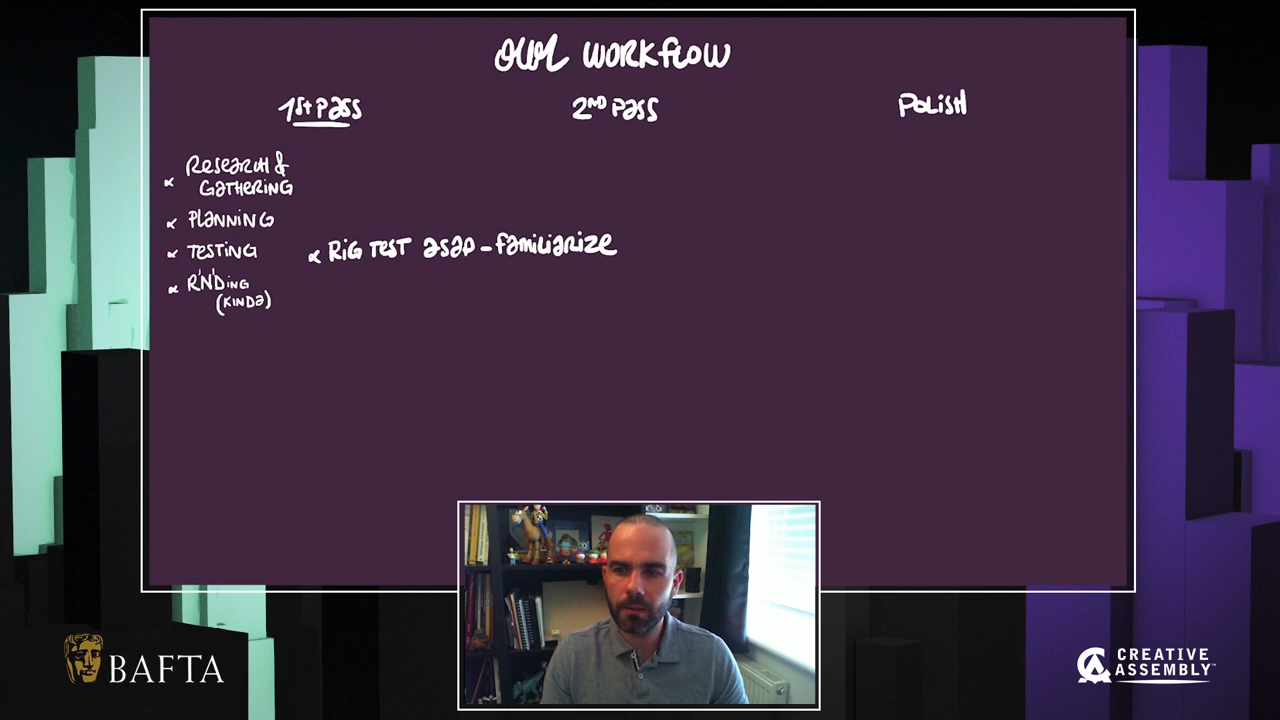 OUR WORKFLOW
1ST PASS
2ND PASS
POLISH
RESEARCH &
GATHERING
PLANNING
TESTING
RIG TEST ASAP - FAMILIARIZE
R'N'DING
(KINDA)
BAFTA
CREATIVE
ASSEMBLY™